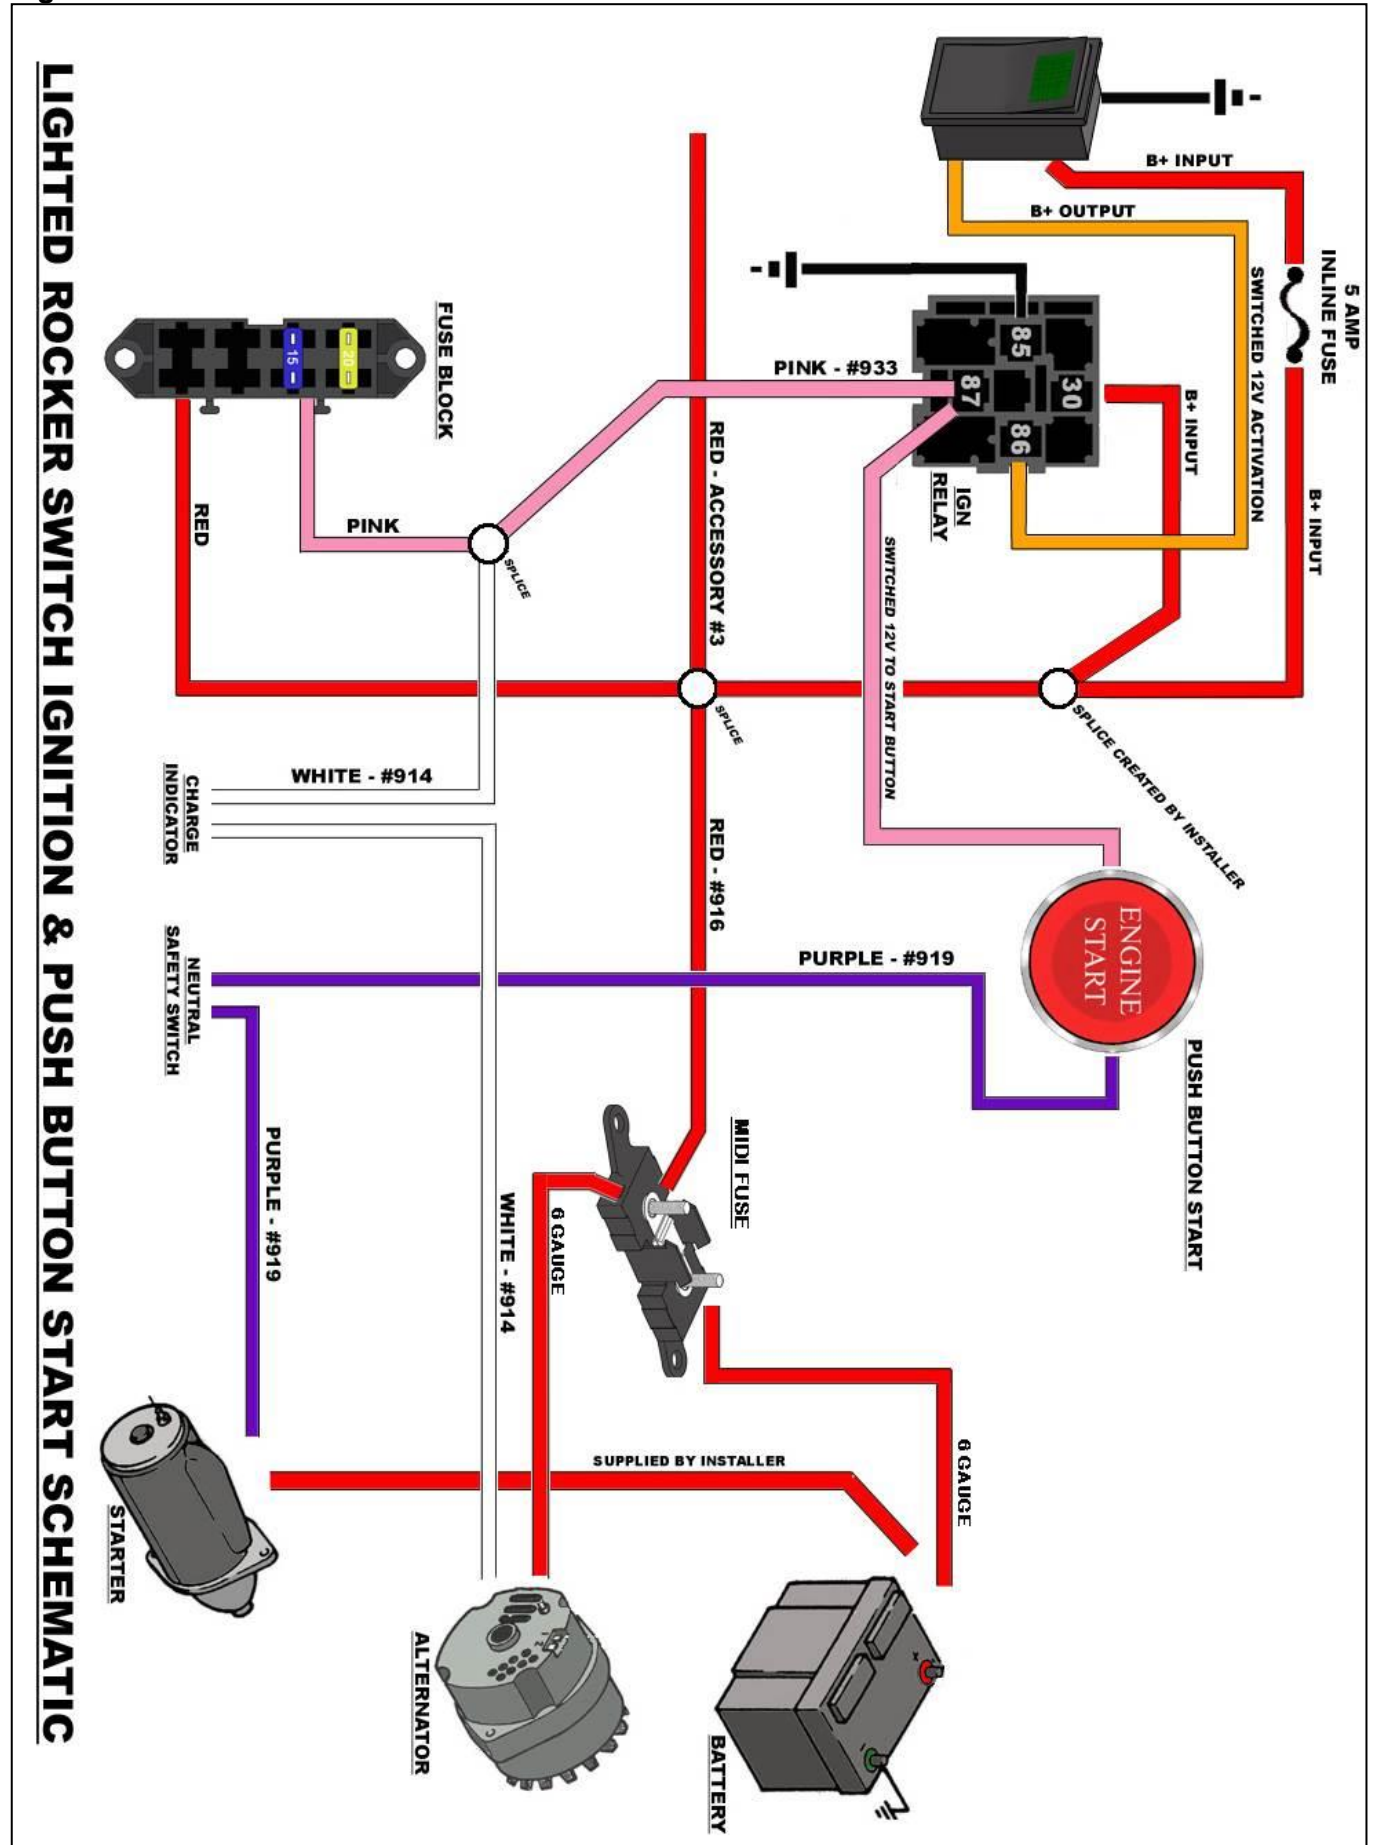 LIGHTED ROCKER SWITCH IGNITION & PUSH BUTTON START SCHEMATIC
B+ INPUT
B+ OUTPUT
5 AMP
INLINE FUSE
SWITCHED 12V ACTIVATION
B+ INPUT
B+ INPUT
85
30
87
86
IGN
RELAY
PINK - #933
FUSE BLOCK
20
15
RED
PINK
SPLICE
RED - ACCESSORY #3
SWITCHED 12V TO START BUTTON
SPLICE
SPLICE CREATED BY INSTALLER
WHITE - #914
CHARGE
INDICATOR
RED - #916
ENGINE
START
PUSH BUTTON START
PURPLE - #919
NEUTRAL
SAFETY SWITCH
PURPLE - #919
MIDI FUSE
6 GAUGE
WHITE - #914
6 GAUGE
SUPPLIED BY INSTALLER
STARTER
ALTERNATOR
BATTERY